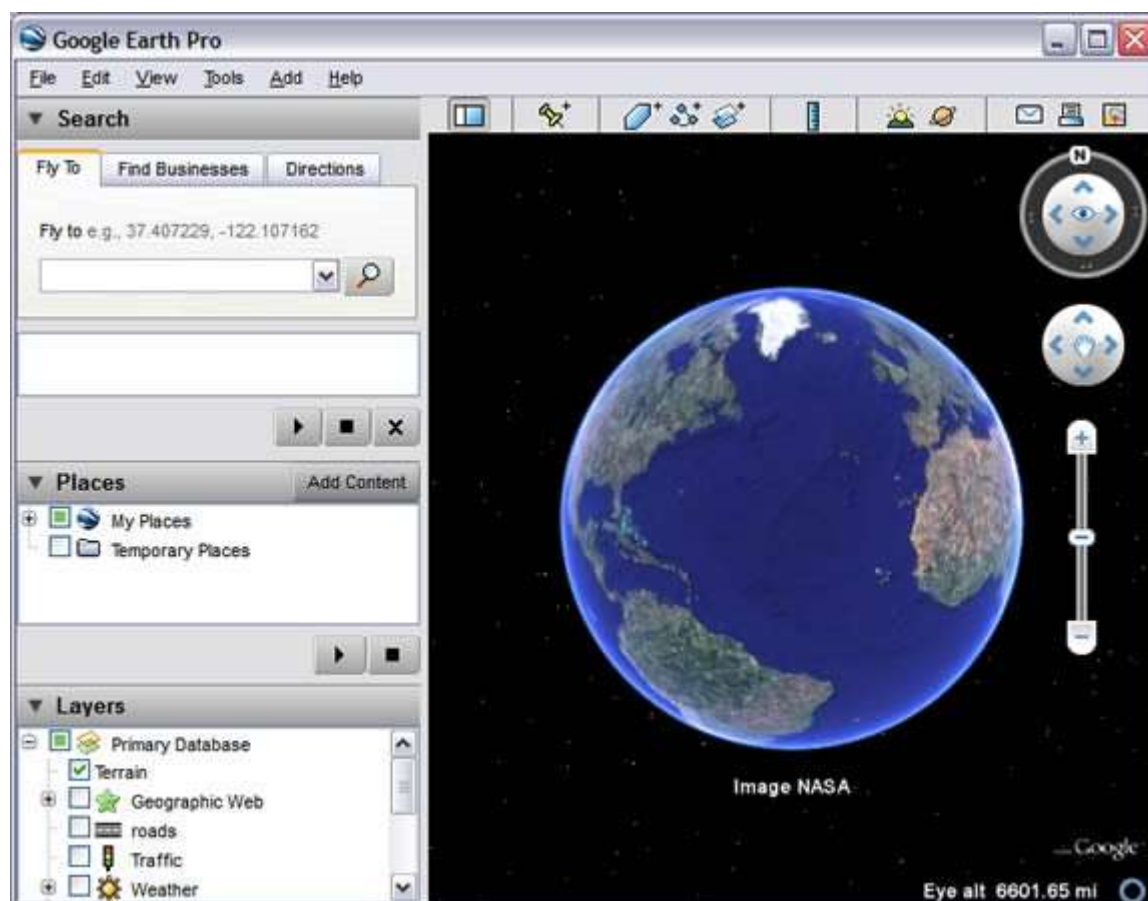 Google Earth Pro
File Edit View Tools Add Help
Search
Fly To Find Businesses Directions
Fly to e.g., 37.407229, -122.107162
Places Add Content
My Places
Temporary Places
Layers
Primary Database
Terrain
Geographic Web
roads
Traffic
Weather
N
Image NASA
Google
Eye alt 6601.65 mi